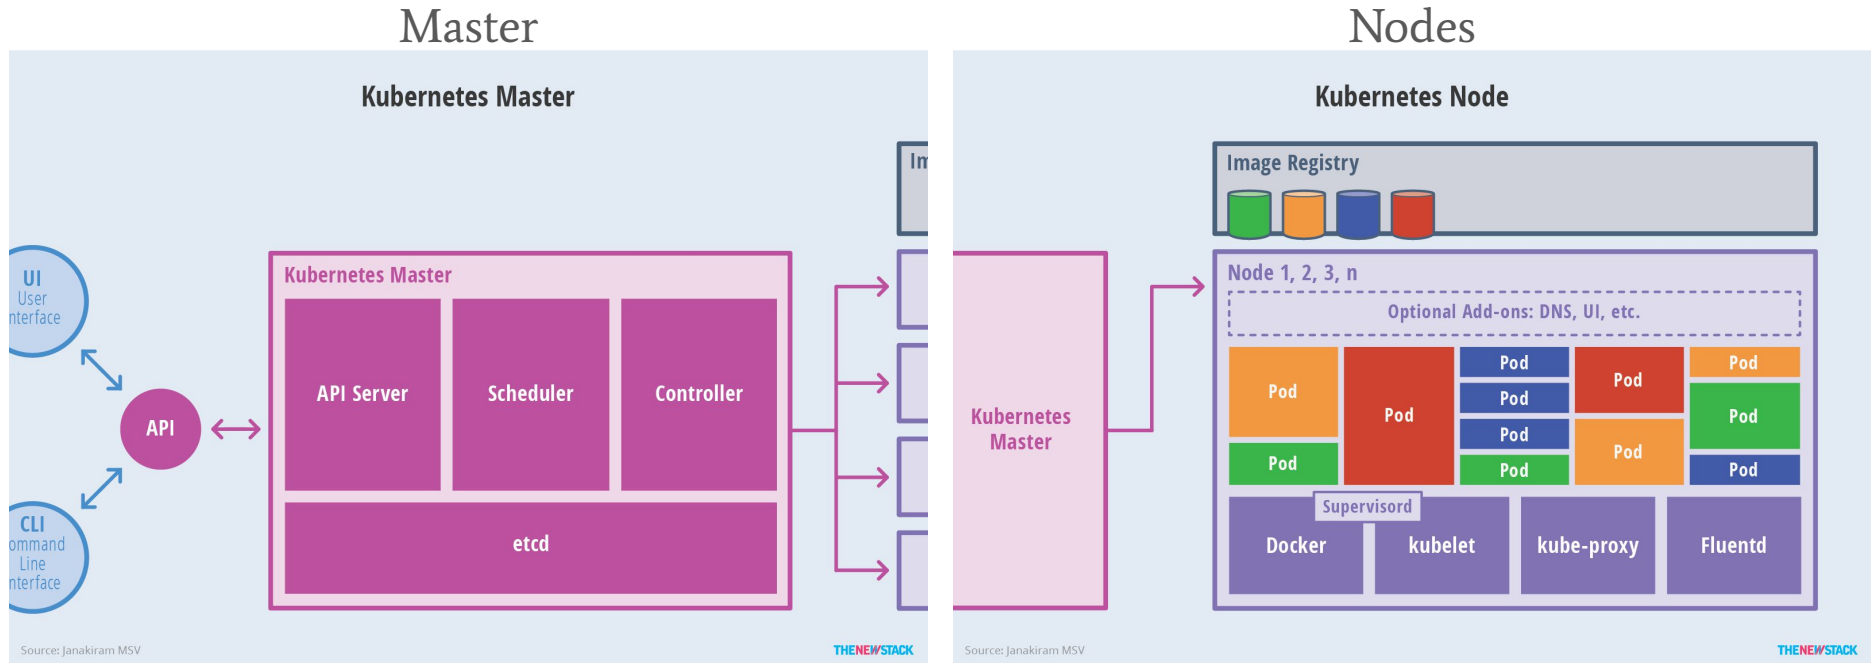 Master
Kubernetes Master
Im
UI
User
nterface
API
CLI
ommand
Line
nterface
Kubernetes Master
API Server
Scheduler
Controller
etcd
Source: Janakiram MSV
THENEWSTACK
Nodes
Kubernetes Node
Image Registry
Kubernetes
Master
Node 1, 2, 3, n
Optional Add-ons: DNS, UI, etc.
Pod
Pod
Pod
Pod
Pod
Pod
Pod
Pod
Pod
Pod
Pod
Pod
Supervisord
Docker
kubelet
kube-proxy
Fluentd
Source: Janakiram MSV
THENEWSTACK